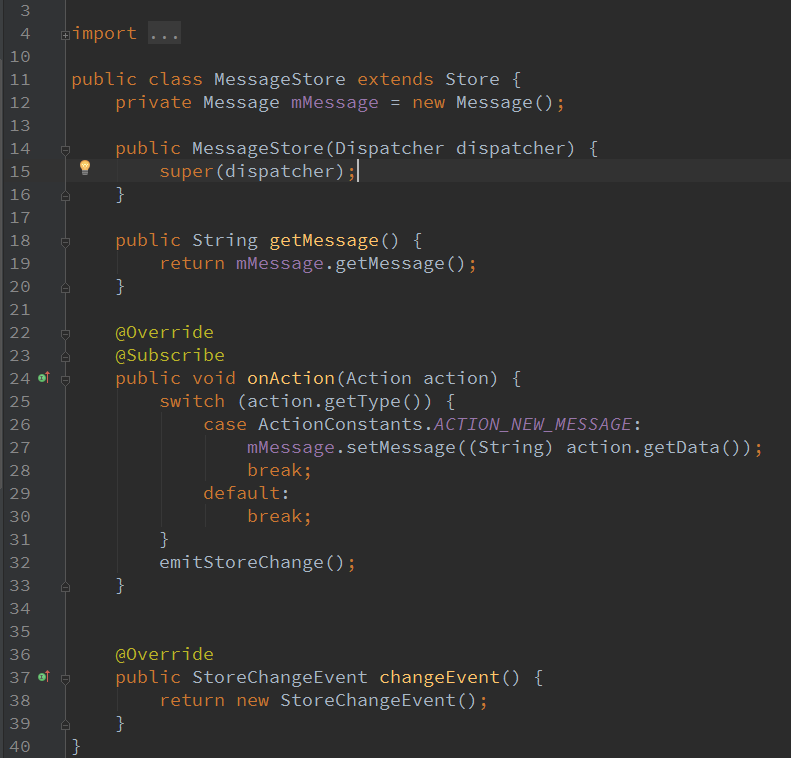 3
4 import ...
10
11 public class MessageStore extends Store {
12     private Message mMessage = new Message();
13
14     public MessageStore(Dispatcher dispatcher) {
15         super(dispatcher);
16     }
17
18     public String getMessage() {
19         return mMessage.getMessage();
20     }
21
22     @Override
23     @Subscribe
24     public void onAction(Action action) {
25         switch (action.getType()) {
26             case ActionConstants.ACTION_NEW_MESSAGE:
27                 mMessage.setMessage((String) action.getData());
28                 break;
29             default:
30                 break;
31         }
32         emitStoreChange();
33     }
34
35
36     @Override
37     public StoreChangeEvent changeEvent() {
38         return new StoreChangeEvent();
39     }
40 }